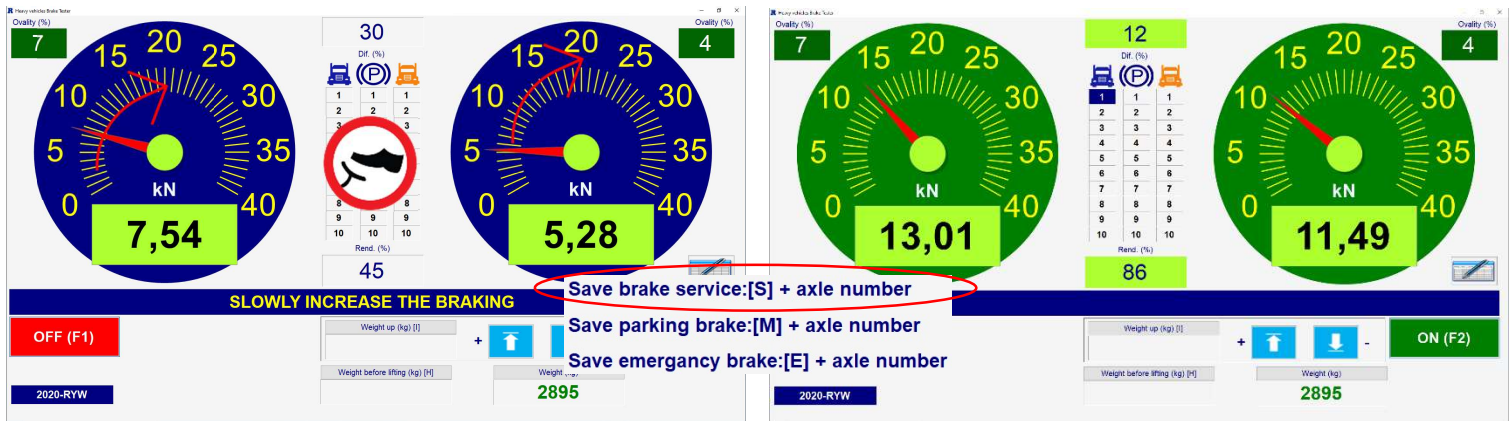 Heavy vehicles Brake Tester
Ovality (%)
7
0 5 10 15 20 25 30 35 40
kN
7,54
30
Dif. (%)
P
1 1 1
2 2 2
3 3
8 8
9 9 9
10 10 10
Rend. (%)
45
Ovality (%)
4
0 5 10 15 20 25 30 35 40
kN
5,28
SLOWLY INCREASE THE BRAKING
OFF (F1)
Weight up (kg) [I]
+
Weight before lifting (kg) [H]
Weight (kg)
2895
2020-RYW
Save brake service:[S] + axle number
Save parking brake:[M] + axle number
Save emergancy brake:[E] + axle number
Heavy vehicles Brake Tester
Ovality (%)
7
0 5 10 15 20 25 30 35 40
kN
13,01
12
Dif. (%)
P
1 1 1
2 2 2
3 3 3
4 4 4
5 5 5
6 6 6
7 7 7
8 8 8
9 9 9
10 10 10
Rend. (%)
86
Ovality (%)
4
0 5 10 15 20 25 30 35 40
kN
11,49
Weight up (kg) [I]
+ -
ON (F2)
Weight before lifting (kg) [H]
Weight (kg)
2895
2020-RYW